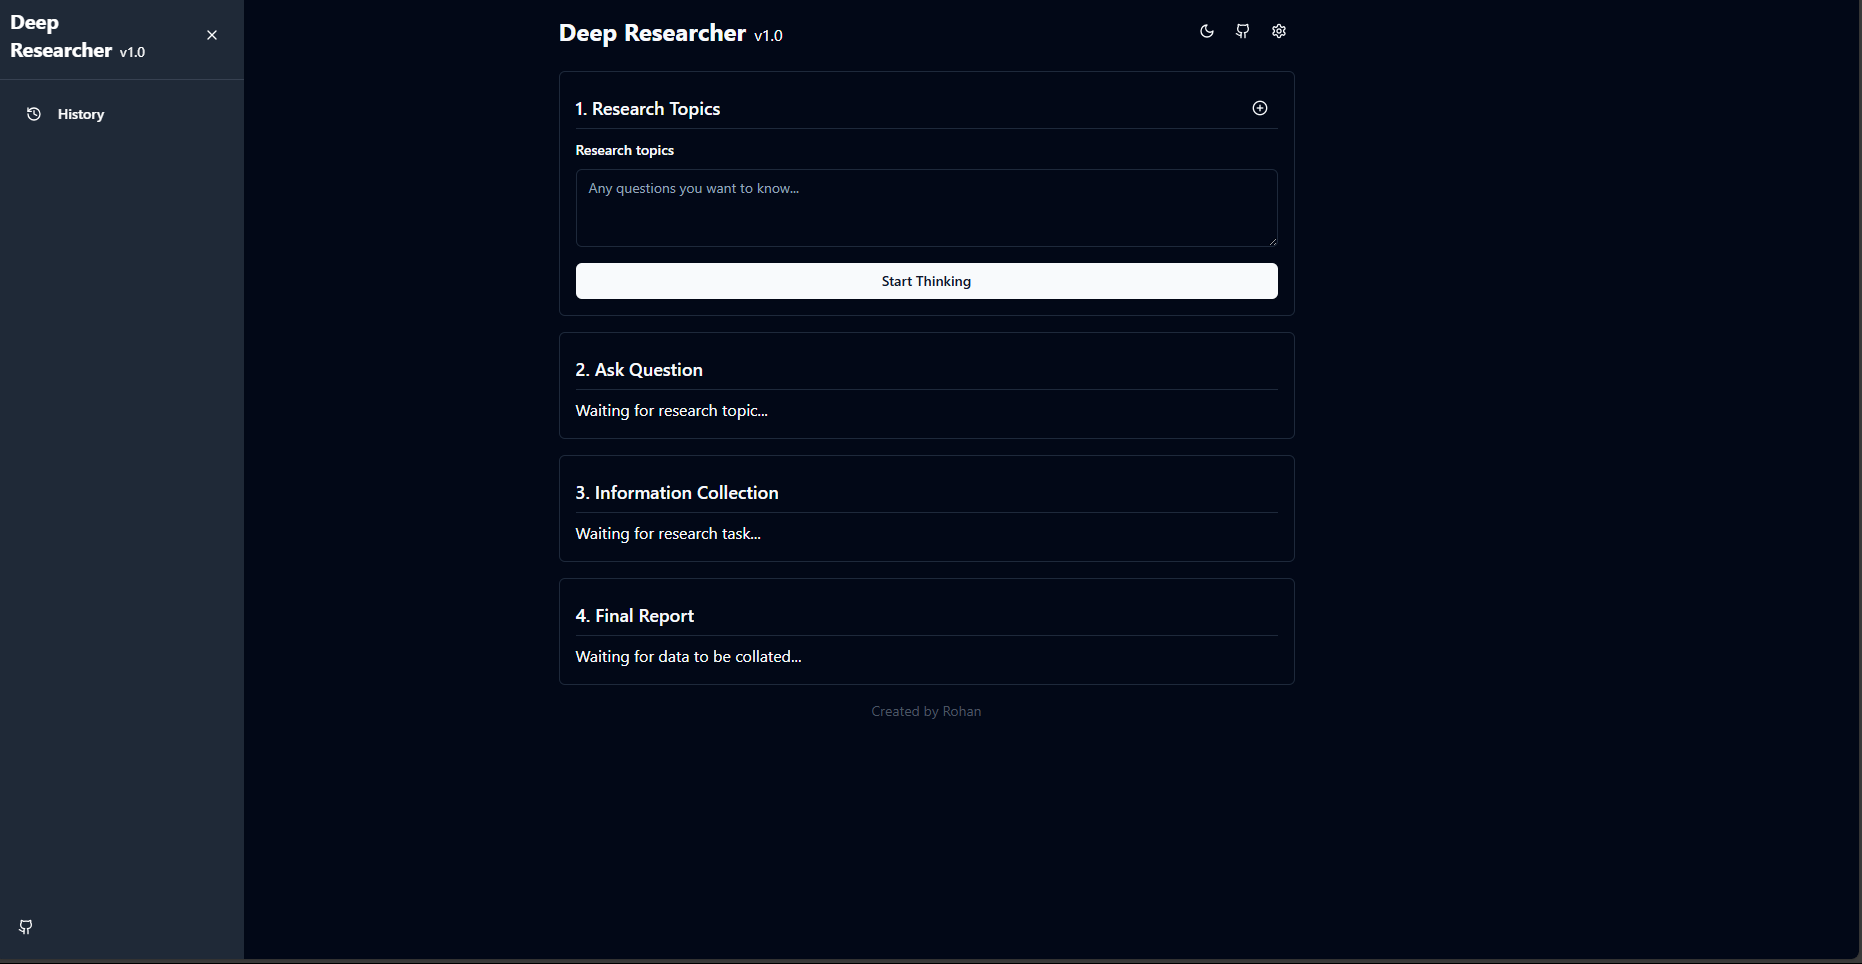 Deep
Researcher v1.0
History
Deep Researcher v1.0
1. Research Topics
Research topics
Any questions you want to know...
Start Thinking
2. Ask Question
Waiting for research topic...
3. Information Collection
Waiting for research task...
4. Final Report
Waiting for data to be collated...
Created by Rohan